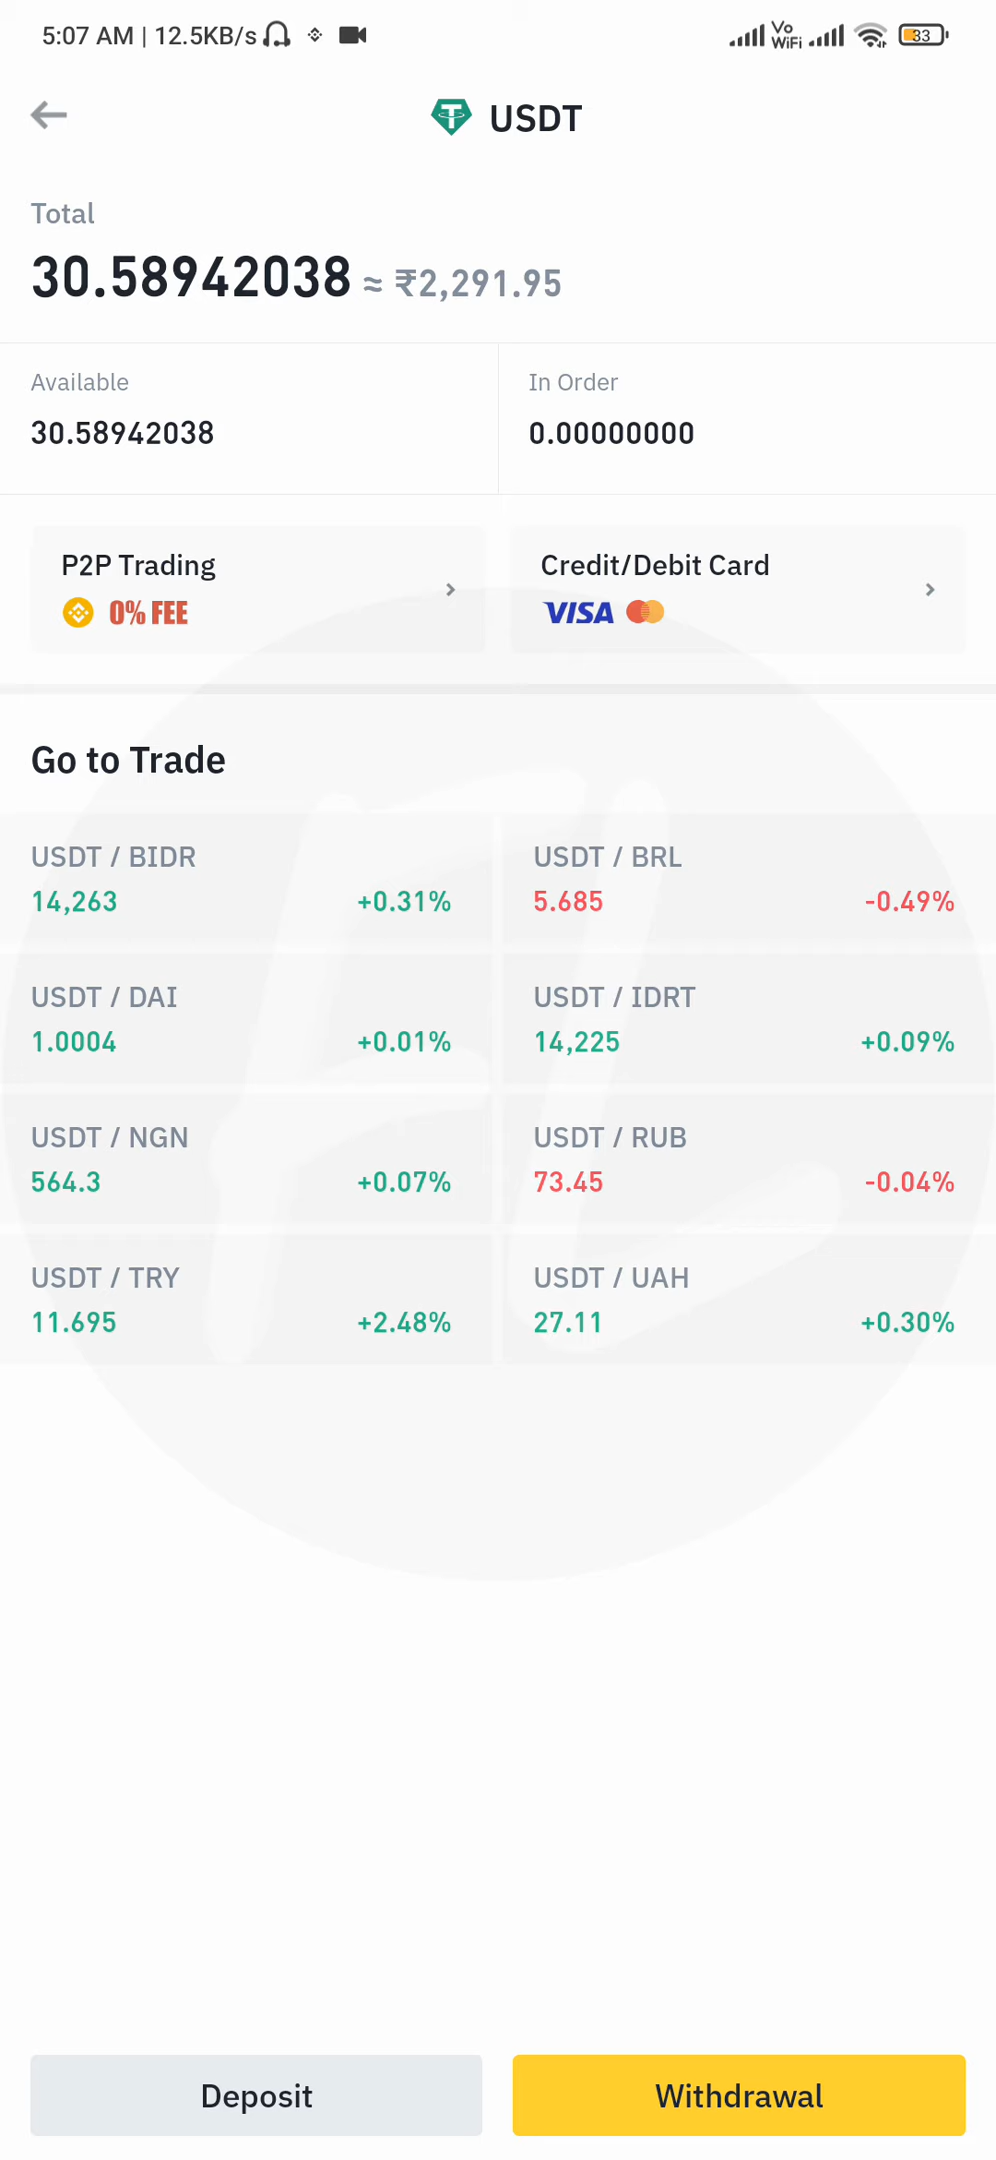 5:07 AM | 12.5KB/s Vo WiFi 33
USDT
Total
30.58942038 ≈ ₹2,291.95
Available In Order
30.58942038 0.00000000
P2P Trading
0% FEE
Credit/Debit Card
VISA
Go to Trade
USDT / BIDR
14,263 +0.31%
USDT / BRL
5.685 -0.49%
USDT / DAI
1.0004 +0.01%
USDT / IDRT
14,225 +0.09%
USDT / NGN
564.3 +0.07%
USDT / RUB
73.45 -0.04%
USDT / TRY
11.695 +2.48%
USDT / UAH
27.11 +0.30%
FL
Deposit Withdrawal